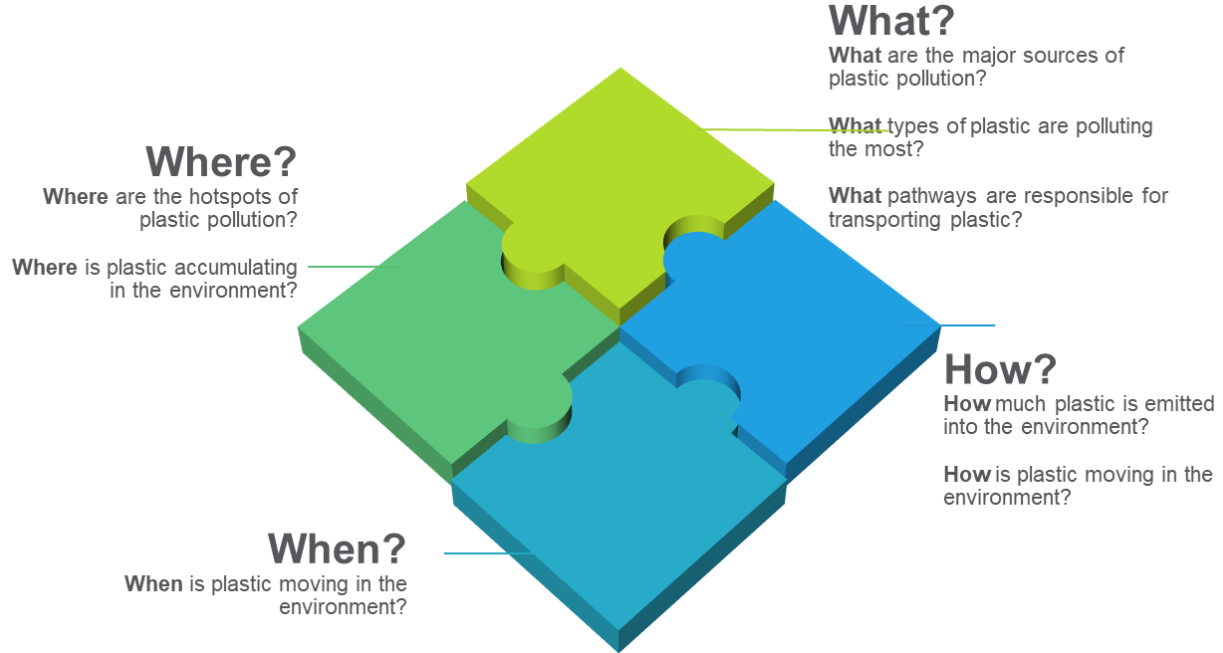 What?
What are the major sources of
plastic pollution?
What types of plastic are polluting
the most?
What pathways are responsible for
transporting plastic?
Where?
Where are the hotspots of
plastic pollution?
Where is plastic accumulating
in the environment?
How?
How much plastic is emitted
into the environment?
How is plastic moving in the
environment?
When?
When is plastic moving in the
environment?